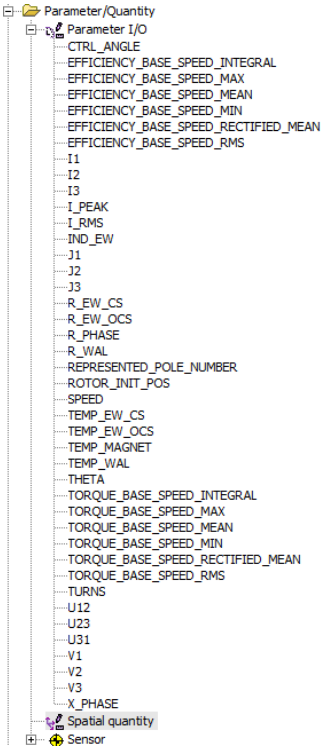 Parameter/Quantity
Parameter I/O
CTRL_ANGLE
EFFICIENCY_BASE_SPEED_INTEGRAL
EFFICIENCY_BASE_SPEED_MAX
EFFICIENCY_BASE_SPEED_MEAN
EFFICIENCY_BASE_SPEED_MIN
EFFICIENCY_BASE_SPEED_RECTIFIED_MEAN
EFFICIENCY_BASE_SPEED_RMS
I1
I2
I3
I_PEAK
I_RMS
IND_EW
J1
J2
J3
R_EW_CS
R_EW_OCS
R_PHASE
R_WAL
REPRESENTED_POLE_NUMBER
ROTOR_INIT_POS
SPEED
TEMP_EW_CS
TEMP_EW_OCS
TEMP_MAGNET
TEMP_WAL
THETA
TORQUE_BASE_SPEED_INTEGRAL
TORQUE_BASE_SPEED_MAX
TORQUE_BASE_SPEED_MEAN
TORQUE_BASE_SPEED_MIN
TORQUE_BASE_SPEED_RECTIFIED_MEAN
TORQUE_BASE_SPEED_RMS
TURNS
U12
U23
U31
V1
V2
V3
X_PHASE
Spatial quantity
Sensor